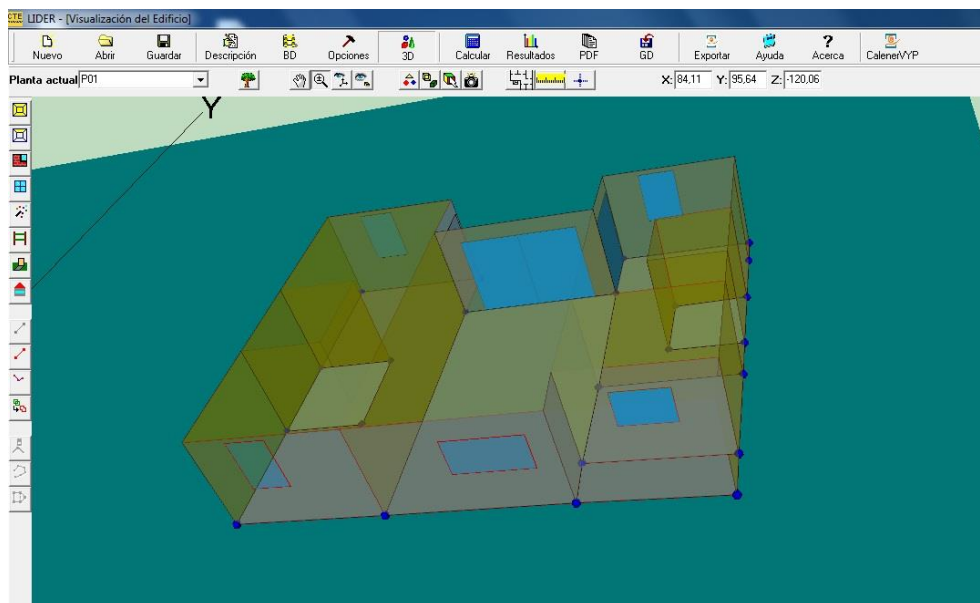 CTE LIDER - [Visualización del Edificio]
Nuevo Abrir Guardar Descripción BD Opciones 3D Calcular Resultados PDF GD Exportar Ayuda Acerca CalenerVYP
Planta actual P01 X: 84,11 Y: 95,64 Z: -120,06
Y